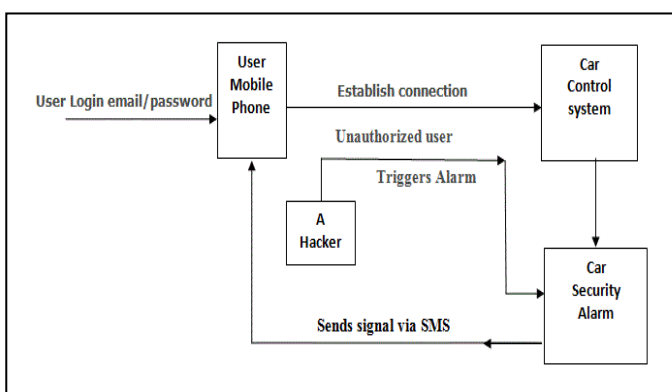 User
Mobile
Phone
Car
Control
system
User Login email/password
Establish connection
Unauthorized user
Triggers Alarm
A
Hacker
Car
Security
Alarm
Sends signal via SMS